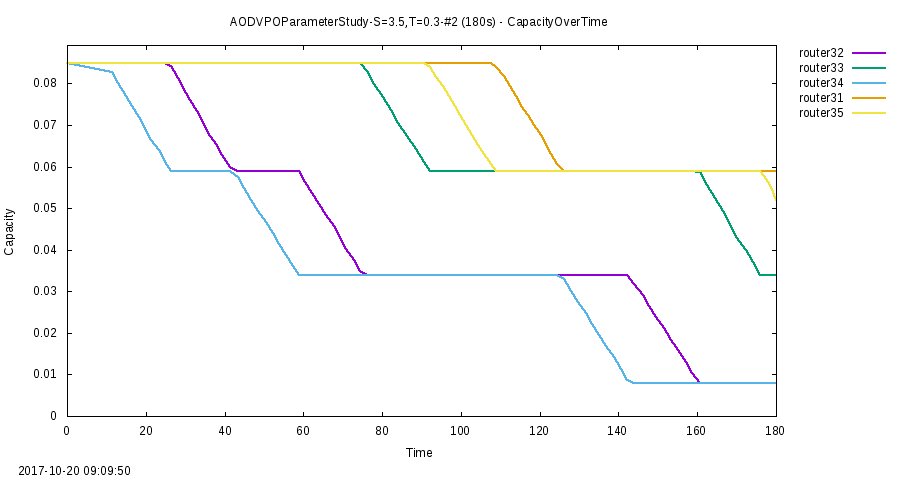 AODVPOParameterStudy-S=3.5,T=0.3-#2 (180s) - CapacityOverTime
router32
router33
router34
router31
router35
0.08
0.07
0.06
0.05
0.04
0.03
0.02
0.01
0
Capacity
0 20 40 60 80 100 120 140 160 180
Time
2017-10-20 09:09:50